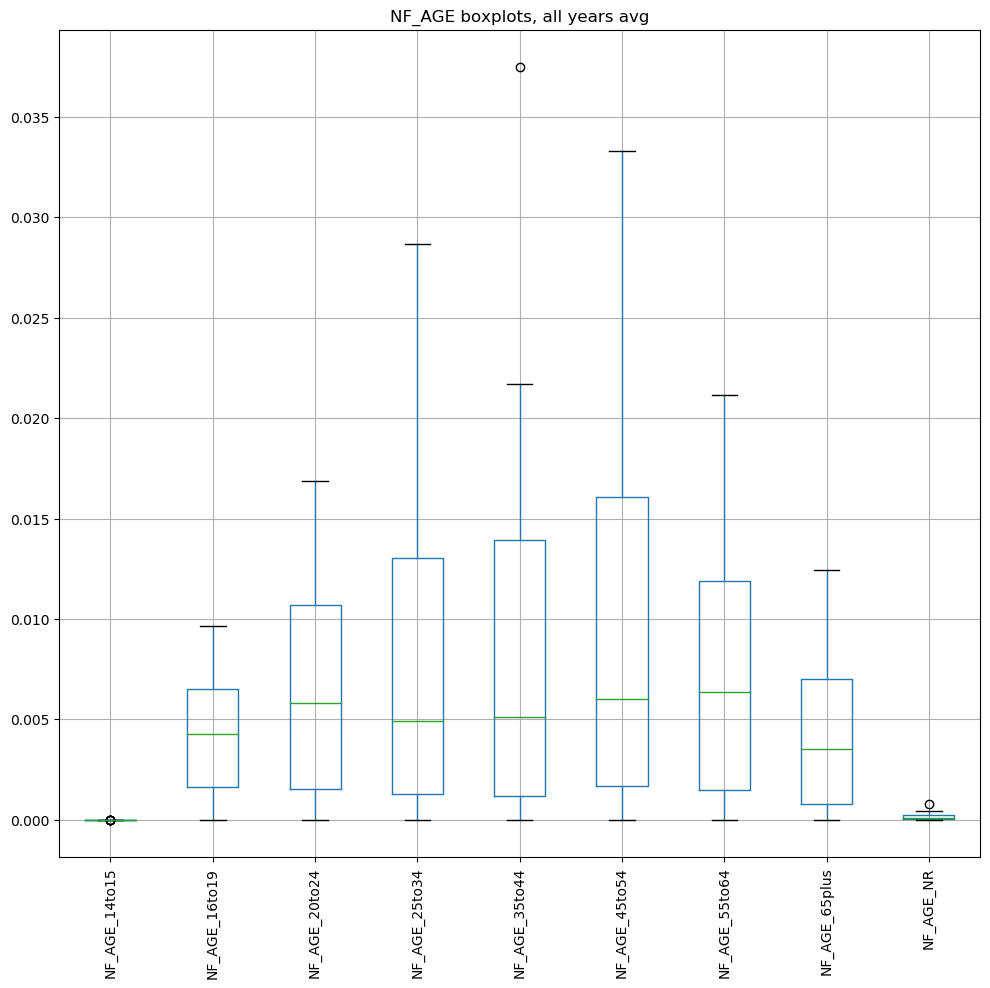 NF_AGE boxplots, all years avg
0.035
0.030
0.025
0.020
0.015
0.010
0.005
0.000
NF_AGE_14to15
NF_AGE_16to19
NF_AGE_20to24
NF_AGE_25to34
NF_AGE_35to44
NF_AGE_45to54
NF_AGE_55to64
NF_AGE_65plus
NF_AGE_NR